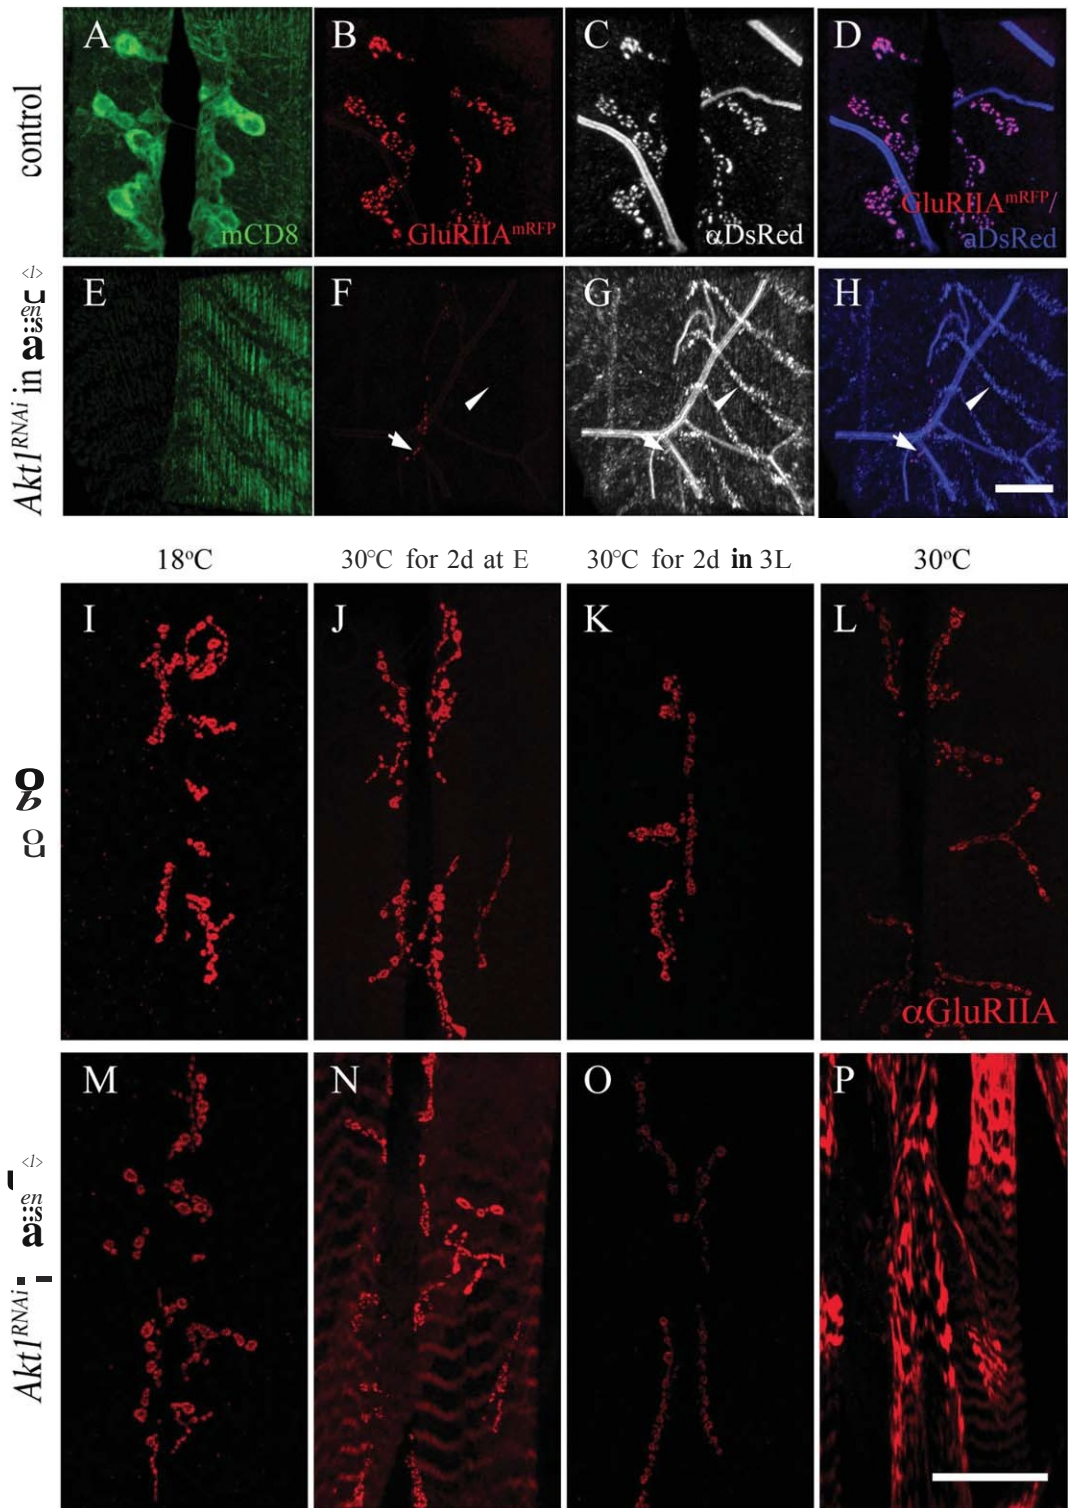 control
A
mCD8
B
GluRIIA^mRFP
C
αDsRed
D
GluRIIA^mRFP/
aDsRed
Akt1^RNAi in
E
F
G
H
18°C
30°C for 2d at E
30°C for 2d in 3L
30°C
I
J
K
L
αGluRIIA
Akt1^RNAi
M
N
O
P